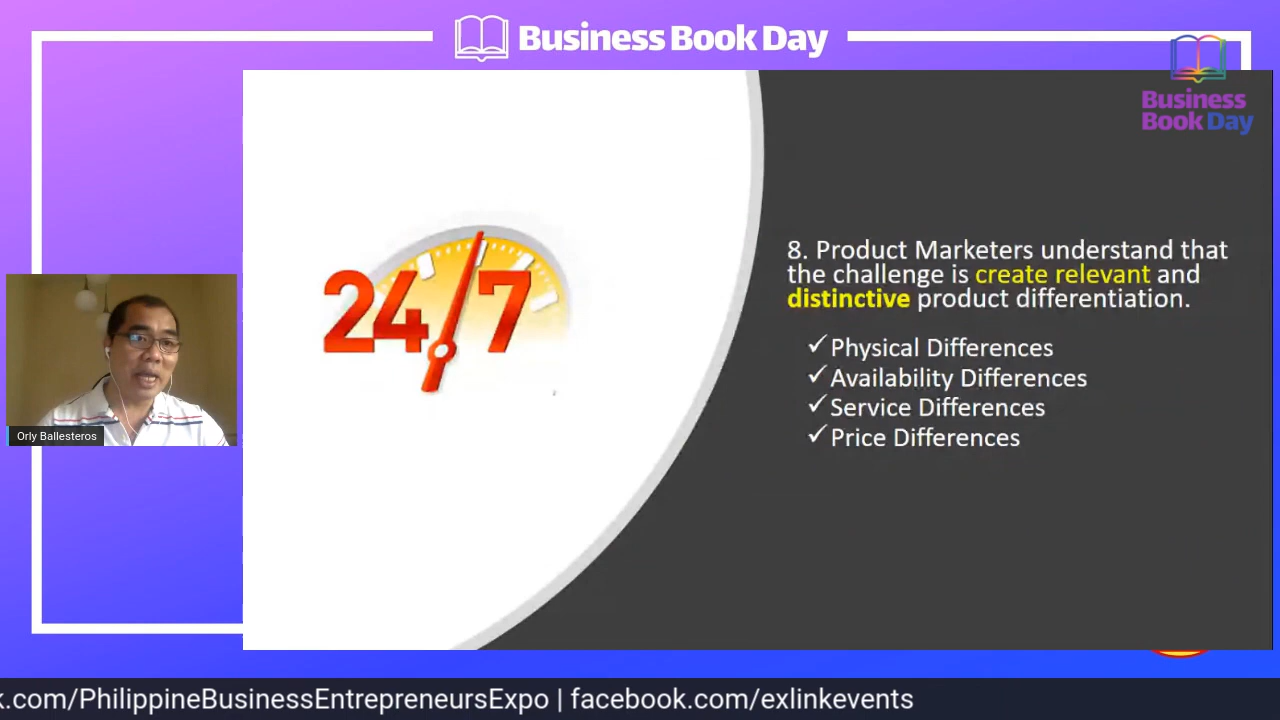 Business Book Day
Business
Book Day
24/7
8. Product Marketers understand that
the challenge is create relevant and
distinctive product differentiation.
✓Physical Differences
✓Availability Differences
✓Service Differences
✓Price Differences
Orly Ballesteros
k.com/PhilippineBusinessEntrepreneursExpo | facebook.com/exlinkevents